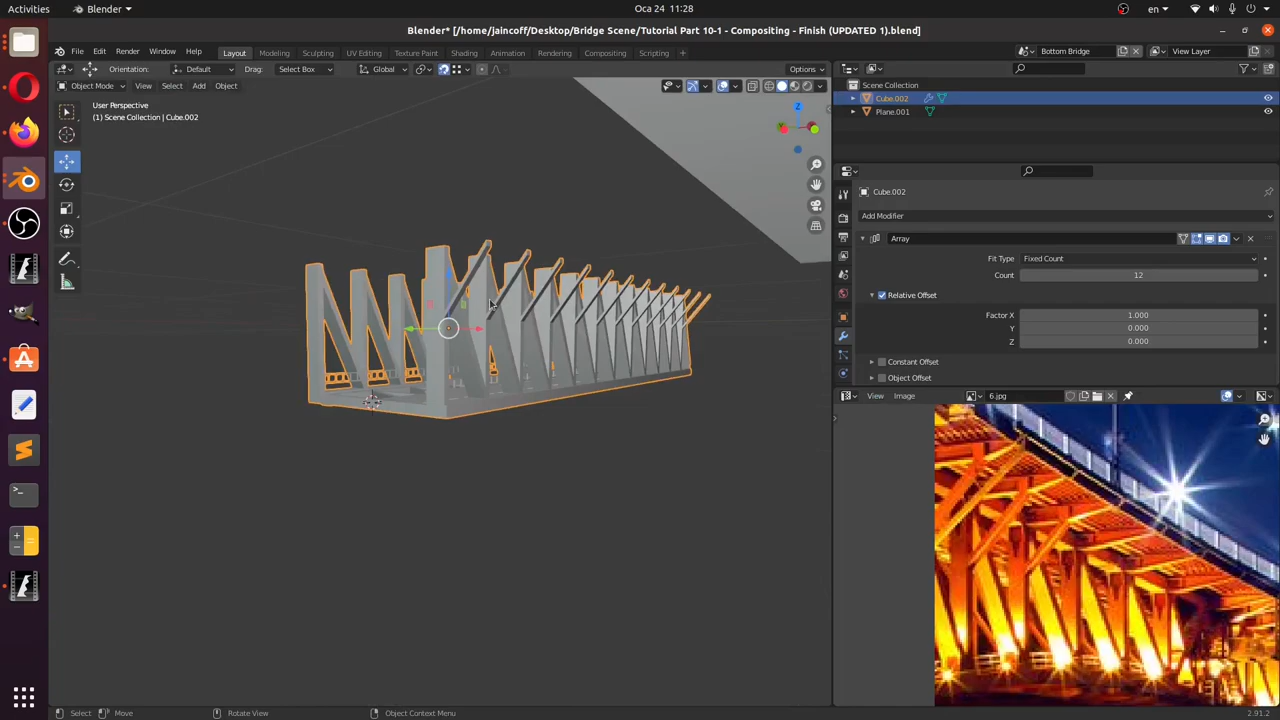 Activities
Blender
Oca 24 11:28
en
Blender* [/home/jaincoff/Desktop/Bridge Scene/Tutorial Part 10-1 - Compositing - Finish (UPDATED 1).blend]
File Edit Render Window Help
Layout Modeling Sculpting UV Editing Texture Paint Shading Animation Rendering Compositing Scripting
Bottom Bridge
View Layer
Orientation: Default Drag: Select Box Global Options
Object Mode View Select Add Object
User Perspective
(1) Scene Collection | Cube.002
Z
Scene Collection
Cube.002
Plane.001
Cube.002
Add Modifier
Array
Fit Type Fixed Count
Count 12
Relative Offset
Factor X 1.000
Y 0.000
Z 0.000
Constant Offset
Object Offset
View Image 6.jpg
Select Move Rotate View Object Context Menu 2.91.2